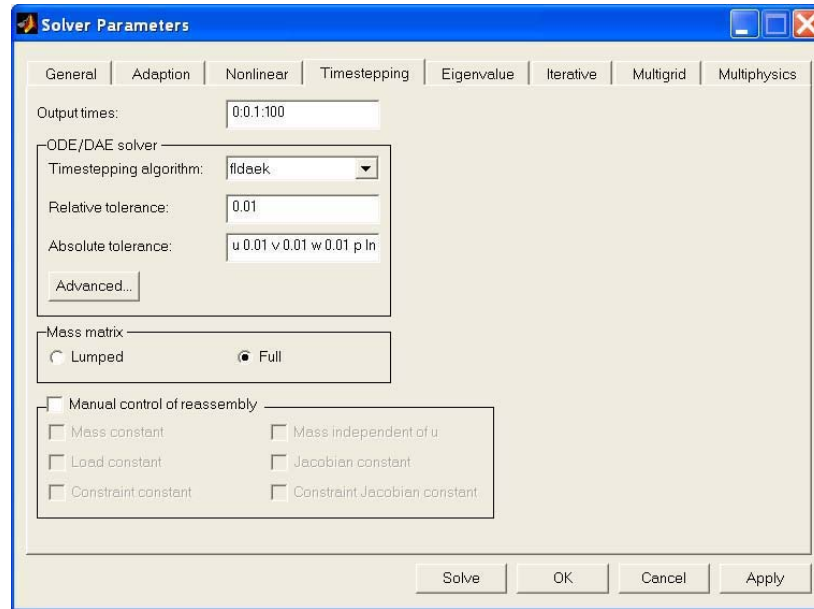 Solver Parameters
General Adaption Nonlinear Timestepping Eigenvalue Iterative Multigrid Multiphysics
Output times: 0:0.1:100
ODE/DAE solver
Timestepping algorithm: fldaek
Relative tolerance: 0.01
Absolute tolerance: u 0.01 v 0.01 w 0.01 p In
Advanced...
Mass matrix
Lumped Full
Manual control of reassembly
Mass constant Mass independent of u
Load constant Jacobian constant
Constraint constant Constraint Jacobian constant
Solve OK Cancel Apply